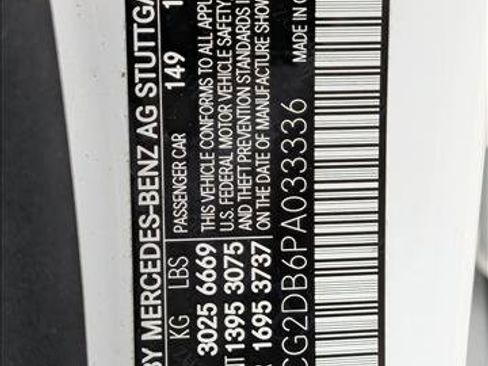 BY MERCEDES-BENZ AG STUTTGA
KG LBS PASSENGER CAR 149
3025 6669 THIS VEHICLE CONFORMS TO ALL APPL
U.S. FEDERAL MOTOR VEHICLE SAFETY
1395 3075 AND THEFT PREVENTION STANDARDS
1695 3737 ON THE DATE OF MANUFACTURE SHOW
CG2DB6PA033336 MADE IN